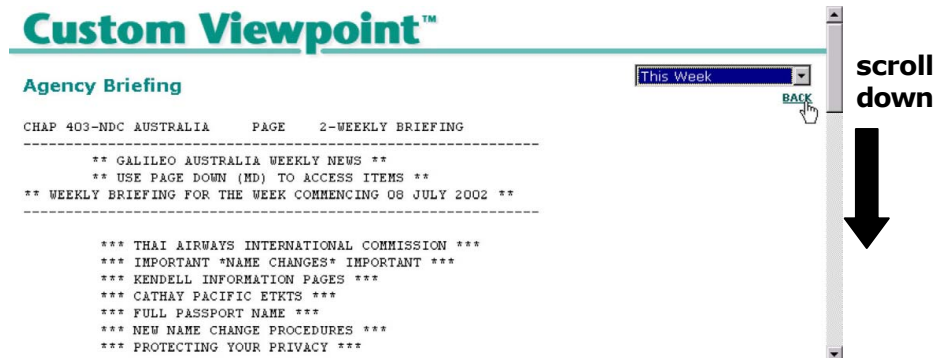 Custom Viewpoint™
Agency Briefing
This Week
BACK
scroll
down
CHAP 403-NDC AUSTRALIA PAGE 2-WEEKLY BRIEFING
----------------------------------------------------------------
** GALILEO AUSTRALIA WEEKLY NEWS **
** USE PAGE DOWN (MD) TO ACCESS ITEMS **
** WEEKLY BRIEFING FOR THE WEEK COMMENCING 08 JULY 2002 **
----------------------------------------------------------------
*** THAI AIRWAYS INTERNATIONAL COMMISSION ***
*** IMPORTANT *NAME CHANGES* IMPORTANT ***
*** KENDELL INFORMATION PAGES ***
*** CATHAY PACIFIC ETKTS ***
*** FULL PASSPORT NAME ***
*** NEW NAME CHANGE PROCEDURES ***
*** PROTECTING YOUR PRIVACY ***